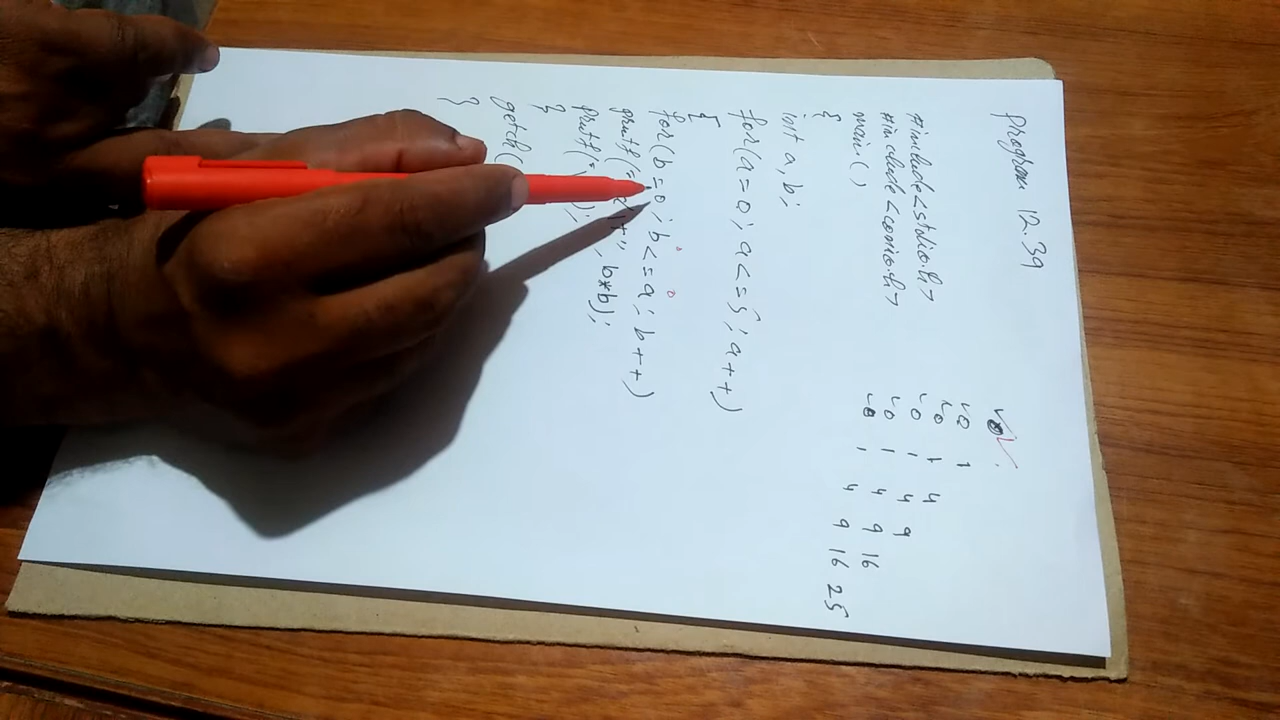 Program 12.39
#include<stdio.h>
#include<conio.h>
main()
{
int a,b;
for(a=0; a<=5; a++)
{
for(b=0; b<=a; b++)
printf( , b*b);
printf( );
}
getch(
}
0
0 1
0 1 4
0 1 4 9
0 1 4 9 16
0 1 4 9 16 25